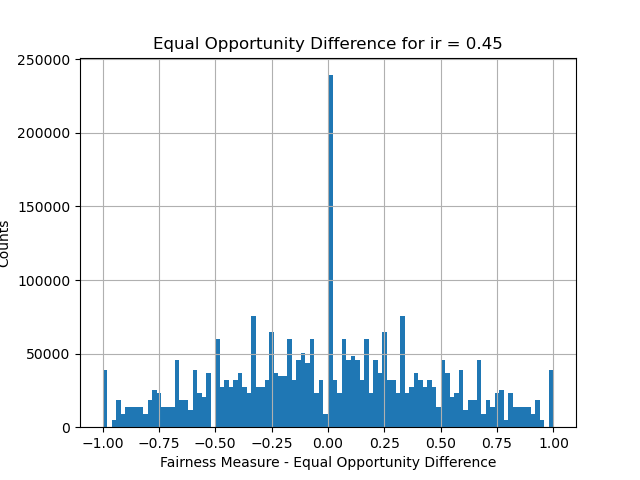 Equal Opportunity Difference for ir = 0.45
250000
200000
150000
100000
50000
0
Counts
−1.00 −0.75 −0.50 −0.25 0.00 0.25 0.50 0.75 1.00
Fairness Measure - Equal Opportunity Difference